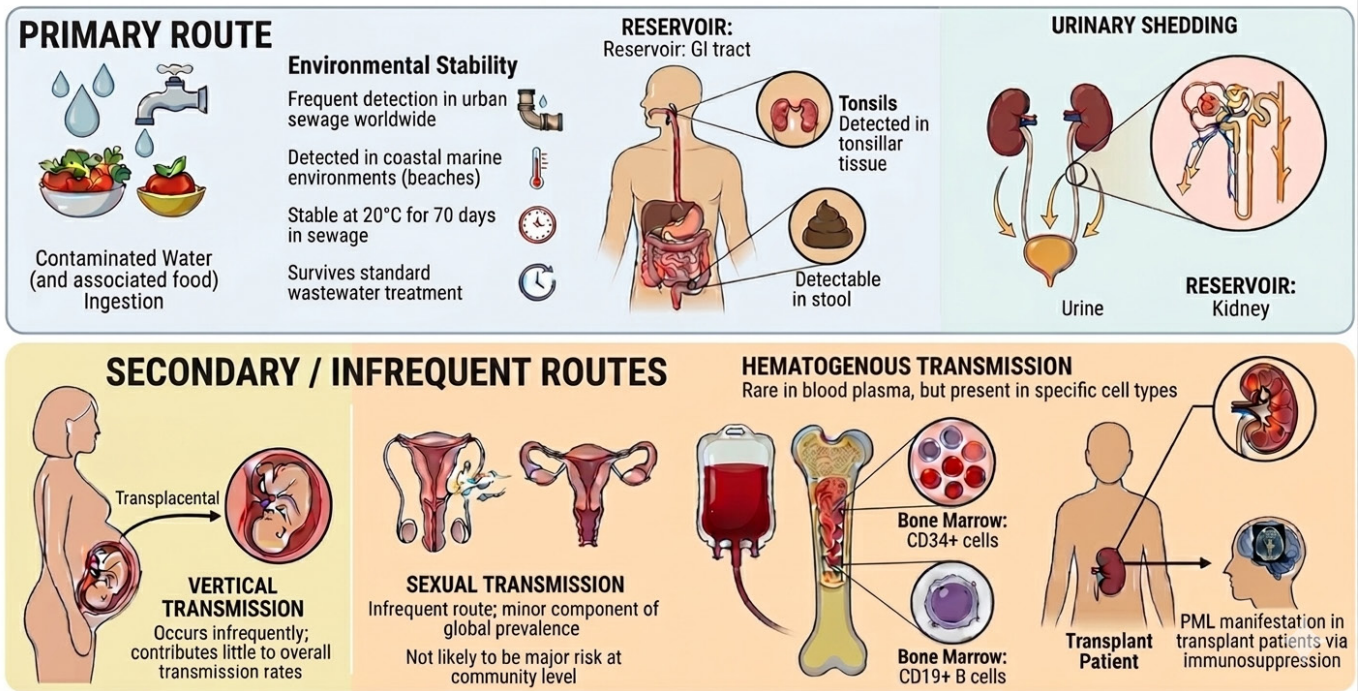 PRIMARY ROUTE
Contaminated Water
(and associated food)
Ingestion
Environmental Stability
Frequent detection in urban
sewage worldwide
Detected in coastal marine
environments (beaches)
Stable at 20°C for 70 days
in sewage
Survives standard
wastewater treatment
RESERVOIR:
Reservoir: GI tract
Tonsils
Detected in
tonsillar
tissue
Detectable
in stool
URINARY SHEDDING
Urine
RESERVOIR:
Kidney
SECONDARY / INFREQUENT ROUTES
Transplacental
VERTICAL
TRANSMISSION
Occurs infrequently;
contributes little to overall
transmission rates
SEXUAL TRANSMISSION
Infrequent route; minor component of
global prevalence
Not likely to be major risk at
community level
HEMATOGENOUS TRANSMISSION
Rare in blood plasma, but present in specific cell types
Bone Marrow:
CD34+ cells
Bone Marrow:
CD19+ B cells
Transplant
Patient
PML manifestation in
transplant patients via
immunosuppression